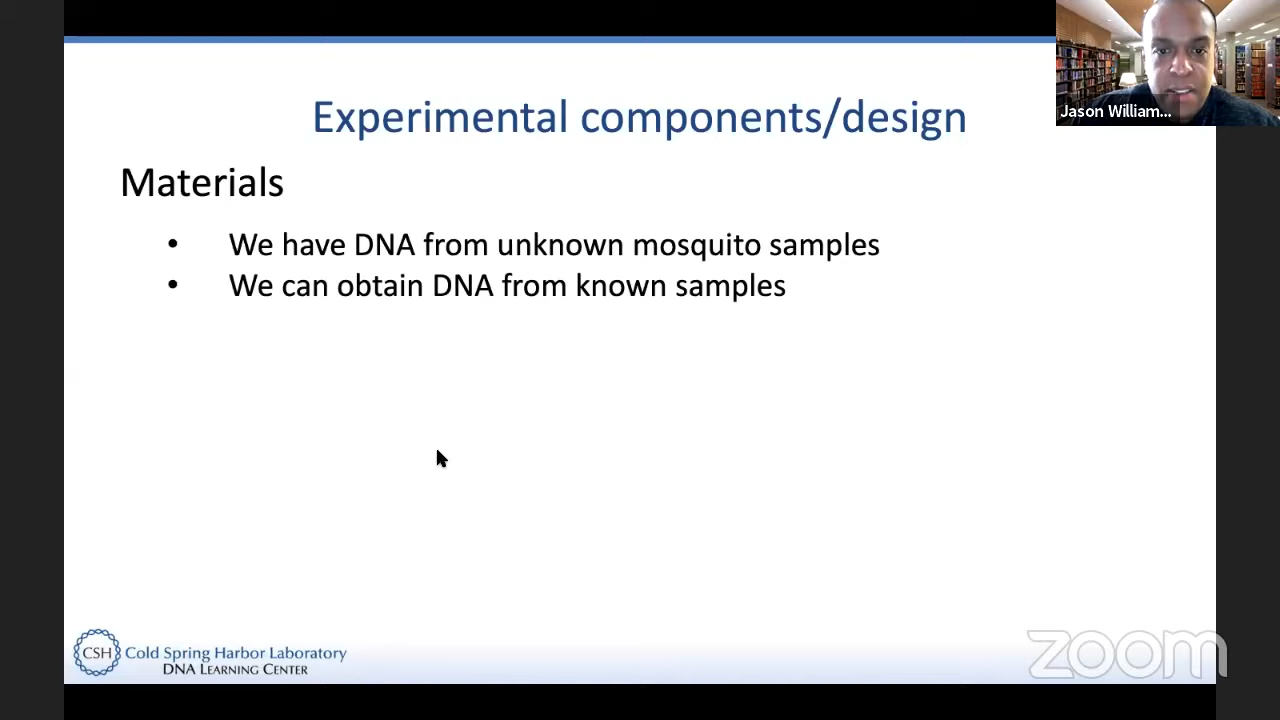 Experimental components/design
Jason William...
Materials
• We have DNA from unknown mosquito samples
• We can obtain DNA from known samples
CSH Cold Spring Harbor Laboratory
DNA LEARNING CENTER
zoom